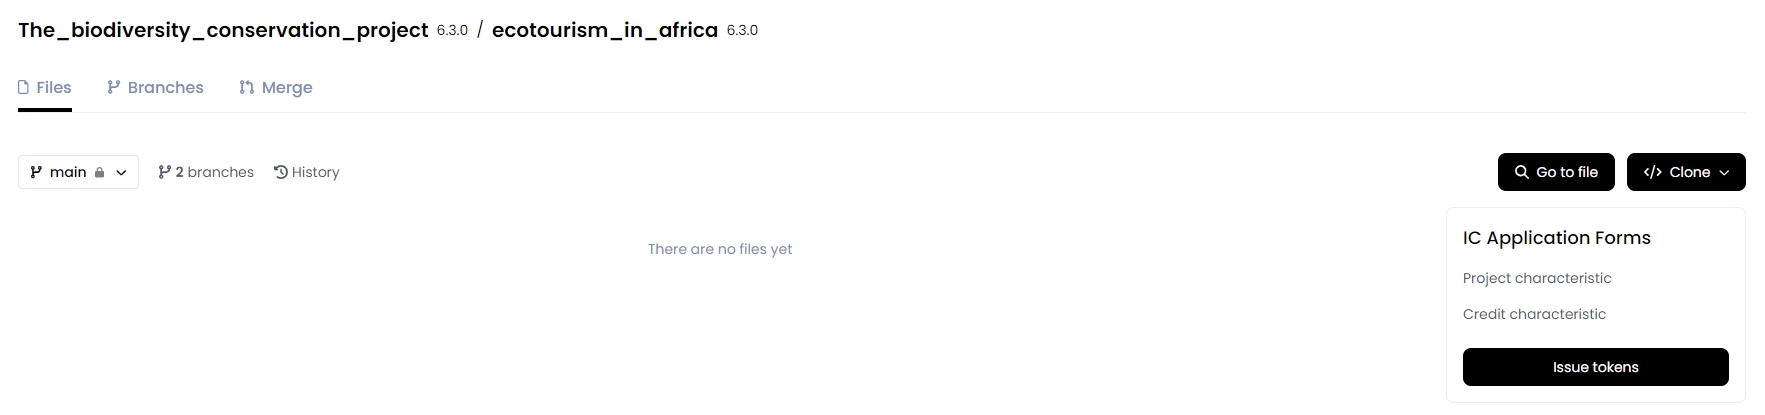 The_biodiversity_conservation_project 6.3.0 / ecotourism_in_africa 6.3.0
Files Branches Merge
main 2 branches History Go to file Clone
There are no files yet
IC Application Forms
Project characteristic
Credit characteristic
Issue tokens